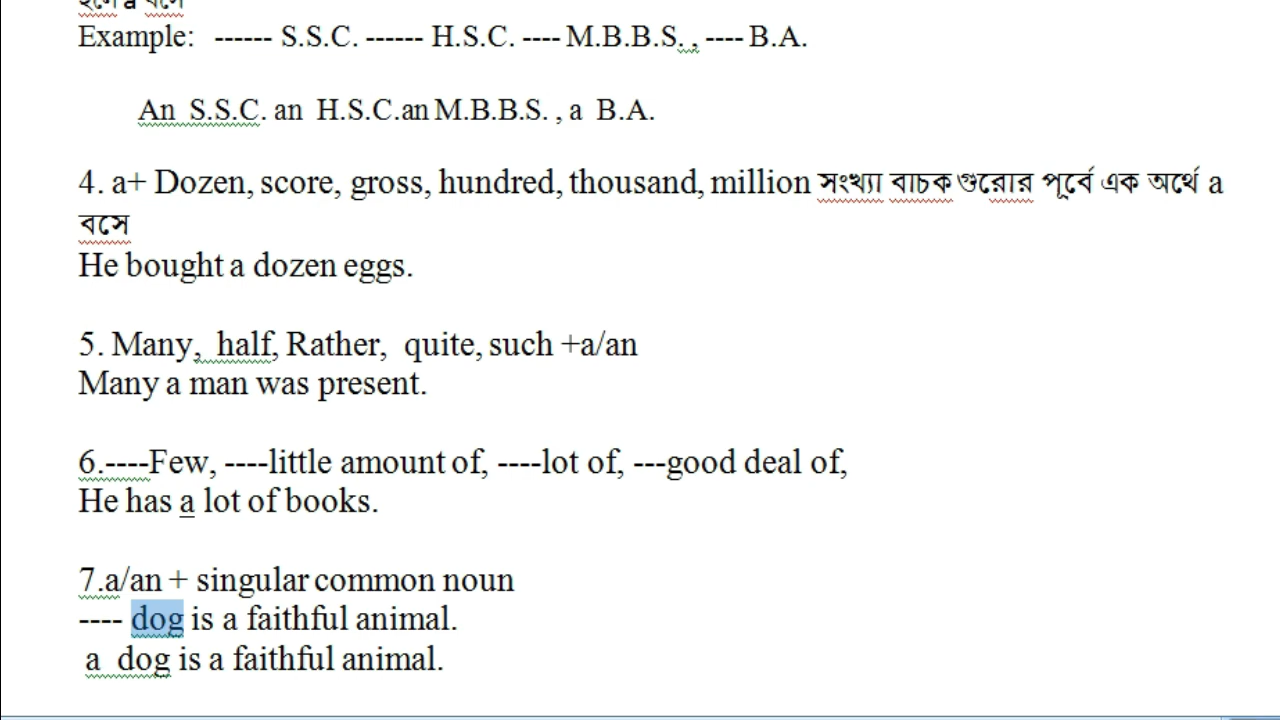 হলে a বসে
Example: ------ S.S.C. ------ H.S.C. ---- M.B.B.S. , ---- B.A.
An S.S.C. an H.S.C.an M.B.B.S. , a B.A.
4. a+ Dozen, score, gross, hundred, thousand, million সংখ্যা বাচক গুরোর পূর্বে এক অর্থে a
বসে
He bought a dozen eggs.
5. Many, half, Rather, quite, such +a/an
Many a man was present.
6.----Few, ----little amount of, ----lot of, ---good deal of,
He has a lot of books.
7.a/an + singular common noun
---- dog is a faithful animal.
a dog is a faithful animal.